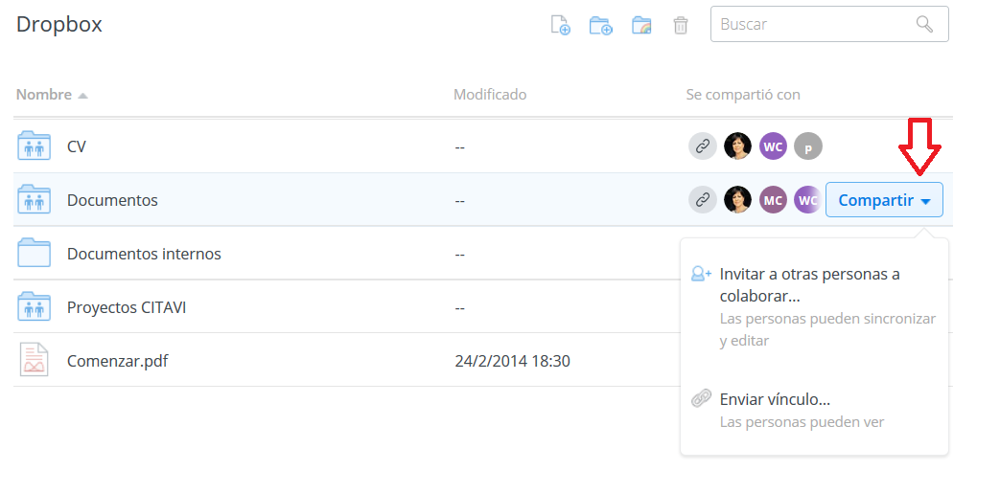 Dropbox
Buscar
Nombre Modificado Se compartió con
CV -- WC p
Documentos -- MC WC Compartir
Documentos internos --
Invitar a otras personas a
colaborar...
Las personas pueden sincronizar
y editar
Proyectos CITAVI --
Comenzar.pdf 24/2/2014 18:30
Enviar vínculo...
Las personas pueden ver